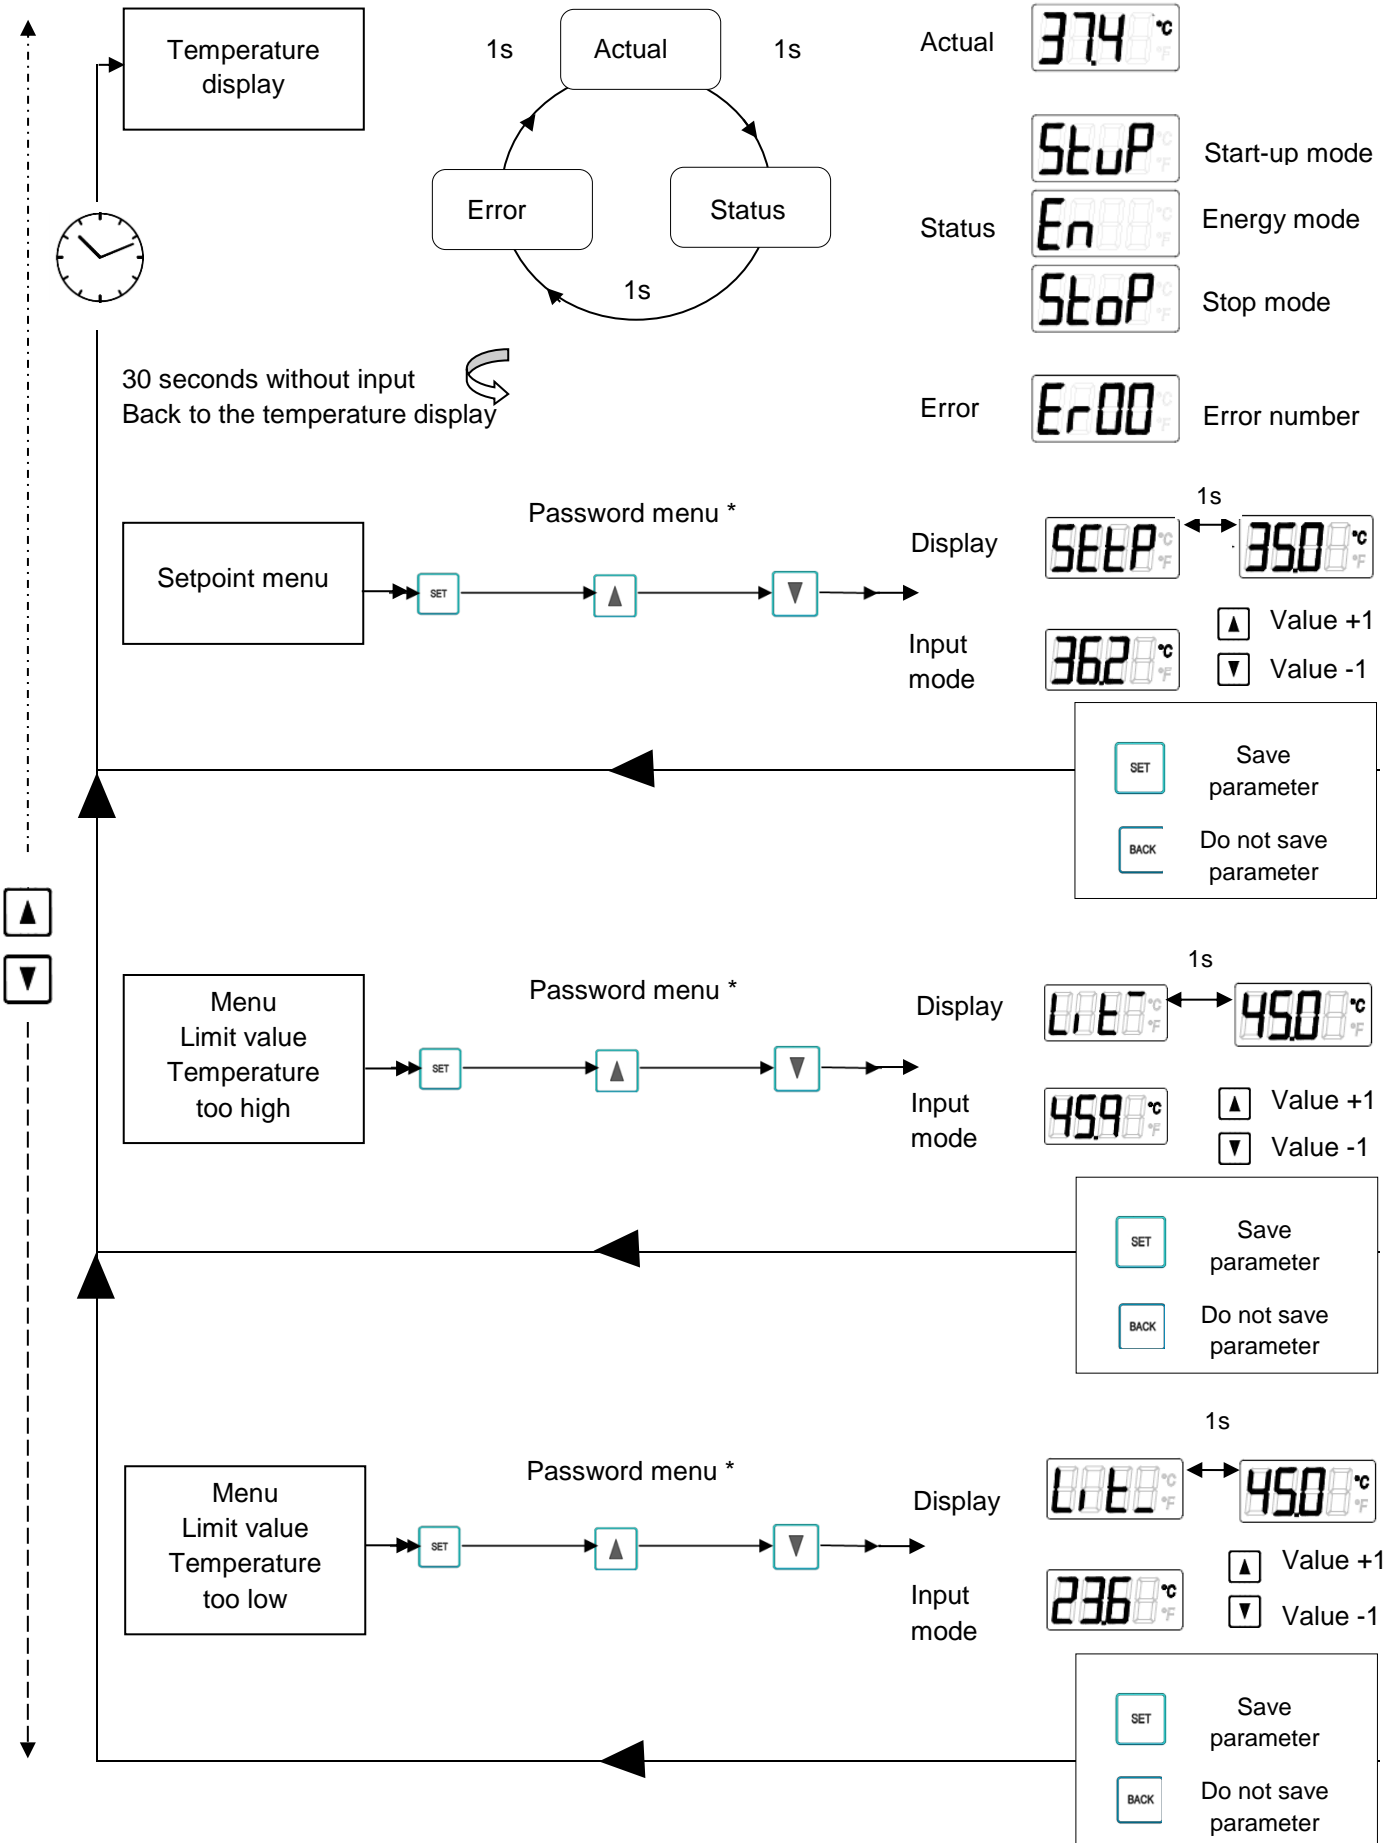 Temperature
display
1s
Actual
1s
Error
Status
1s
Actual
37.4 °C
°F
Status
StuP °C °F
Start-up mode
En °C °F
Energy mode
StoP °C °F
Stop mode
Error
Er00 °C °F
Error number
30 seconds without input
Back to the temperature display
Setpoint menu
Password menu *
SET
▲
▼
Display
SEtP °C °F
1s
35.0 °C °F
Input
mode
36.2 °C °F
▲ Value +1
▼ Value -1
SET
Save
parameter
BACK
Do not save
parameter
▲
▼
Menu
Limit value
Temperature
too high
Password menu *
SET
▲
▼
Display
Lit¯ °C °F
1s
45.0 °C °F
Input
mode
45.9 °C °F
▲ Value +1
▼ Value -1
SET
Save
parameter
BACK
Do not save
parameter
Menu
Limit value
Temperature
too low
Password menu *
SET
▲
▼
Display
Lit_ °C °F
1s
45.0 °C °F
Input
mode
23.6 °C °F
▲ Value +1
▼ Value -1
SET
Save
parameter
BACK
Do not save
parameter